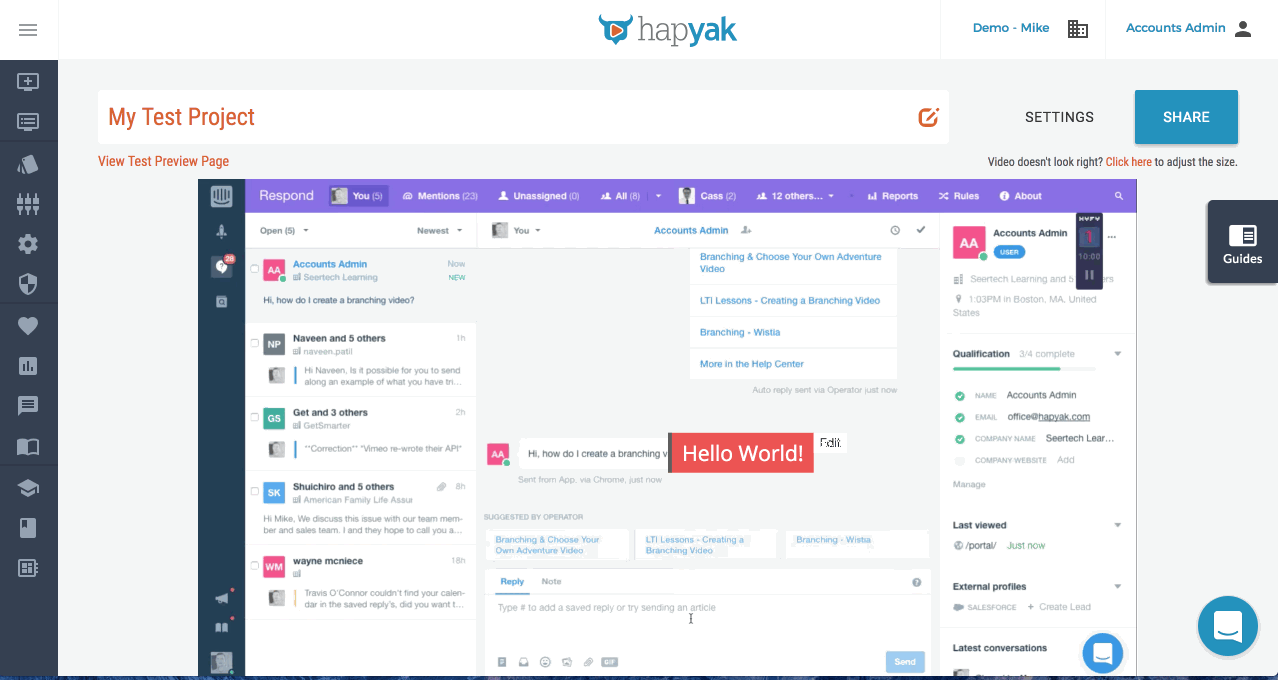 hapyak
Demo - Mike
Accounts Admin
My Test Project
SETTINGS
SHARE
View Test Preview Page
Video doesn't look right? Click here to adjust the size.
Guides
Respond
You (5)
Mentions (23)
Unassigned (0)
All (8)
Cass (2)
12 others...
Reports
Rules
About
Open (5)
Newest
28
AA
Accounts Admin
Now
Seertech Learning
NEW
Hi, how do I create a branching video?
NP
Naveen and 5 others
1h
naveen.patil
Hi Naveen, Is it possible for you to send
along an example of what you have tri...
GS
Get and 3 others
2h
GetSmarter
**Correction** "Vimeo re-wrote their API"
SK
Shuichiro and 5 others
8h
American Family Life Assur
Hi Mike, We discuss this issue with our team mem-
ber and sales team. I and they hope to call you a...
WM
wayne mcniece
18h
Travis O'Connor couldn't find your calen-
dar in the saved reply's, did you want t...
You
Accounts Admin
Branching & Choose Your Own Adventure
Video
LTI Lessons - Creating a Branching Video
Branching - Wistia
More in the Help Center
Auto reply sent via Operator just now
AA
Hi, how do I create a branching v
Hello World!
Edit
Sent from App, via Chrome, just now
SUGGESTED BY OPERATOR
Branching & Choose Your
Own Adventure Video
LTI Lessons - Creating a
Branching Video
Branching - Wistia
Reply
Note
Type # to add a saved reply or try sending an article
GIF
Send
AA
Accounts Admin
USER
10:00
Seertech Learning and 5
1:03PM in Boston, MA, United
States
Qualification
3/4 complete
NAME
Accounts Admin
EMAIL
office@hapyak.com
COMPANY NAME
Seertech Lear...
COMPANY WEBSITE
Add
Manage
Last viewed
/portal/
Just now
External profiles
SALESFORCE
+ Create Lead
Latest conversations